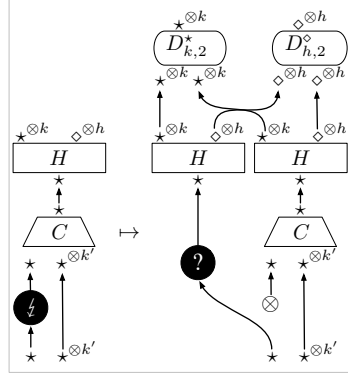 ⋆⊗k ◇⊗h
D⋆k,2 D◇h,2
⋆⊗k ⋆⊗k ◇⊗h ◇⊗h
⋆⊗k ◇⊗h ⋆⊗k ◇⊗h ⋆⊗k ◇⊗h
H H H
⋆ ⋆ ⋆
⋆ ⋆
C ↦ C
⋆ ⋆⊗k′ ? ⋆ ⋆⊗k′
↯ ⊗
⋆ ⋆⊗k′ ⋆ ⋆⊗k′